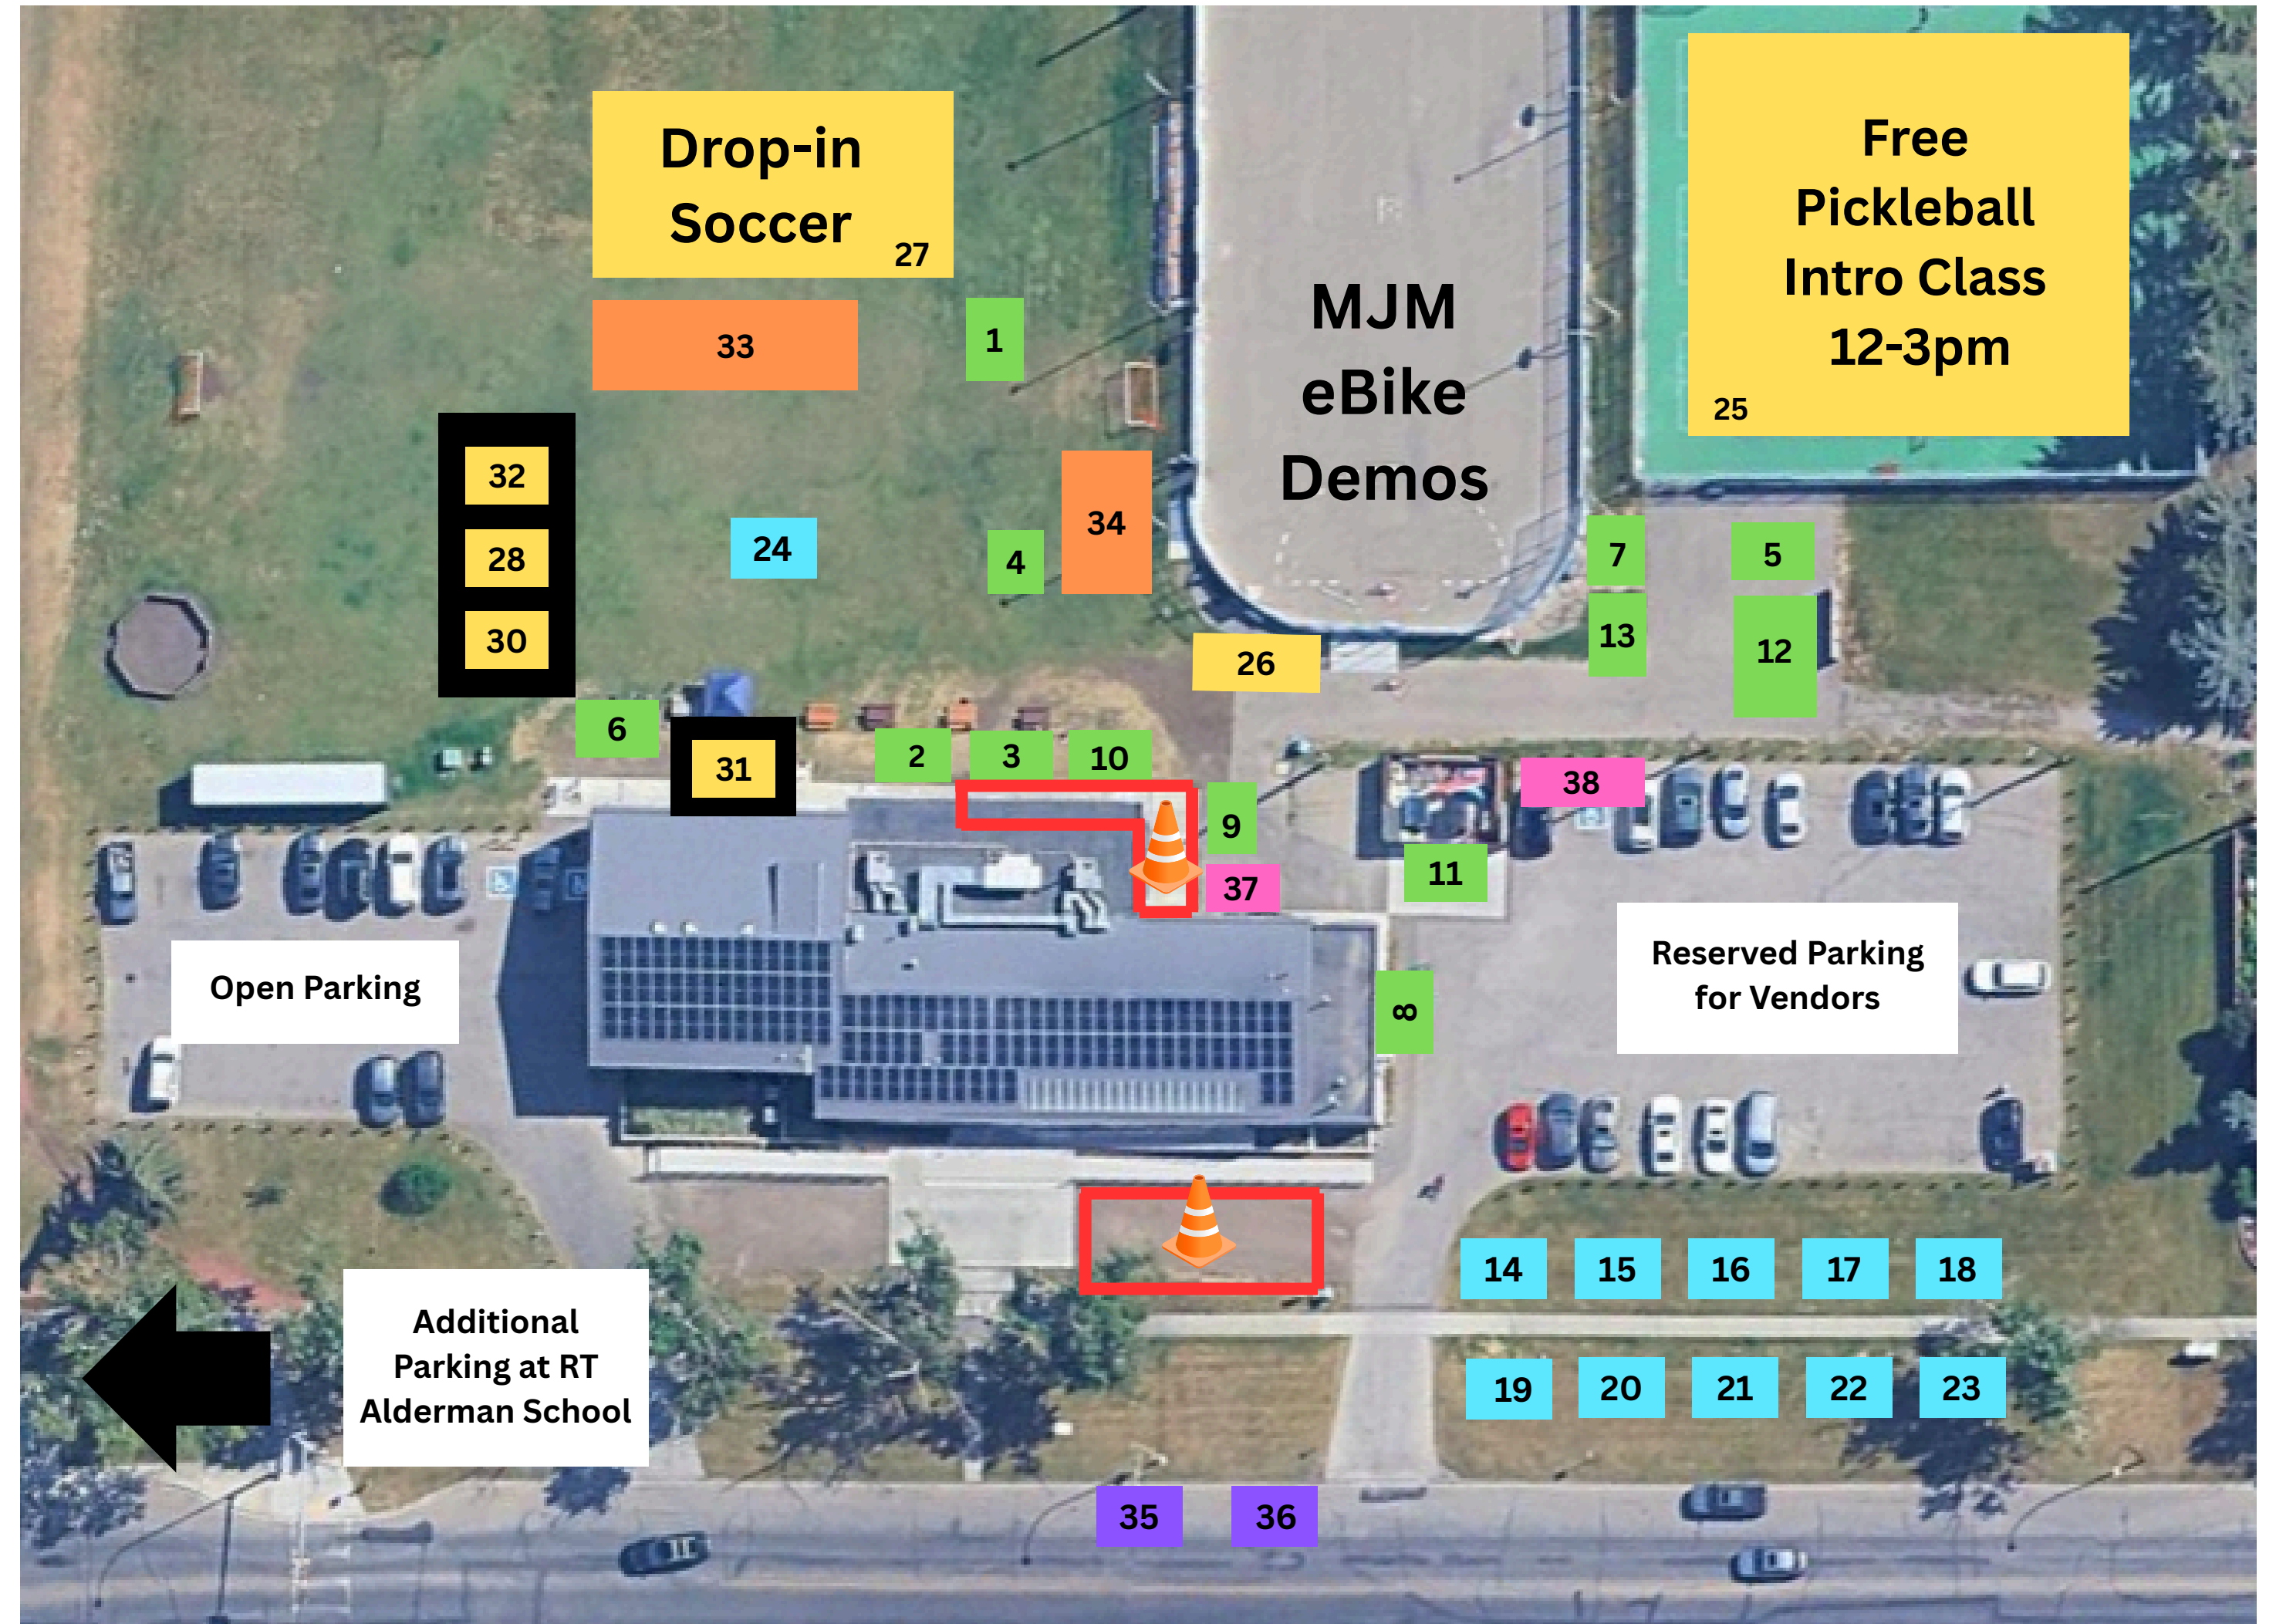 Drop-in
Soccer
27
Free
Pickleball
Intro Class
12-3pm
25
MJM
eBike
Demos
33
1
32
28
30
24
4
34
7
5
13
12
26
6
31
2
3
10
9
37
38
11
8
Open Parking
Reserved Parking
for Vendors
14
15
16
17
18
19
20
21
22
23
Additional
Parking at RT
Alderman School
35
36